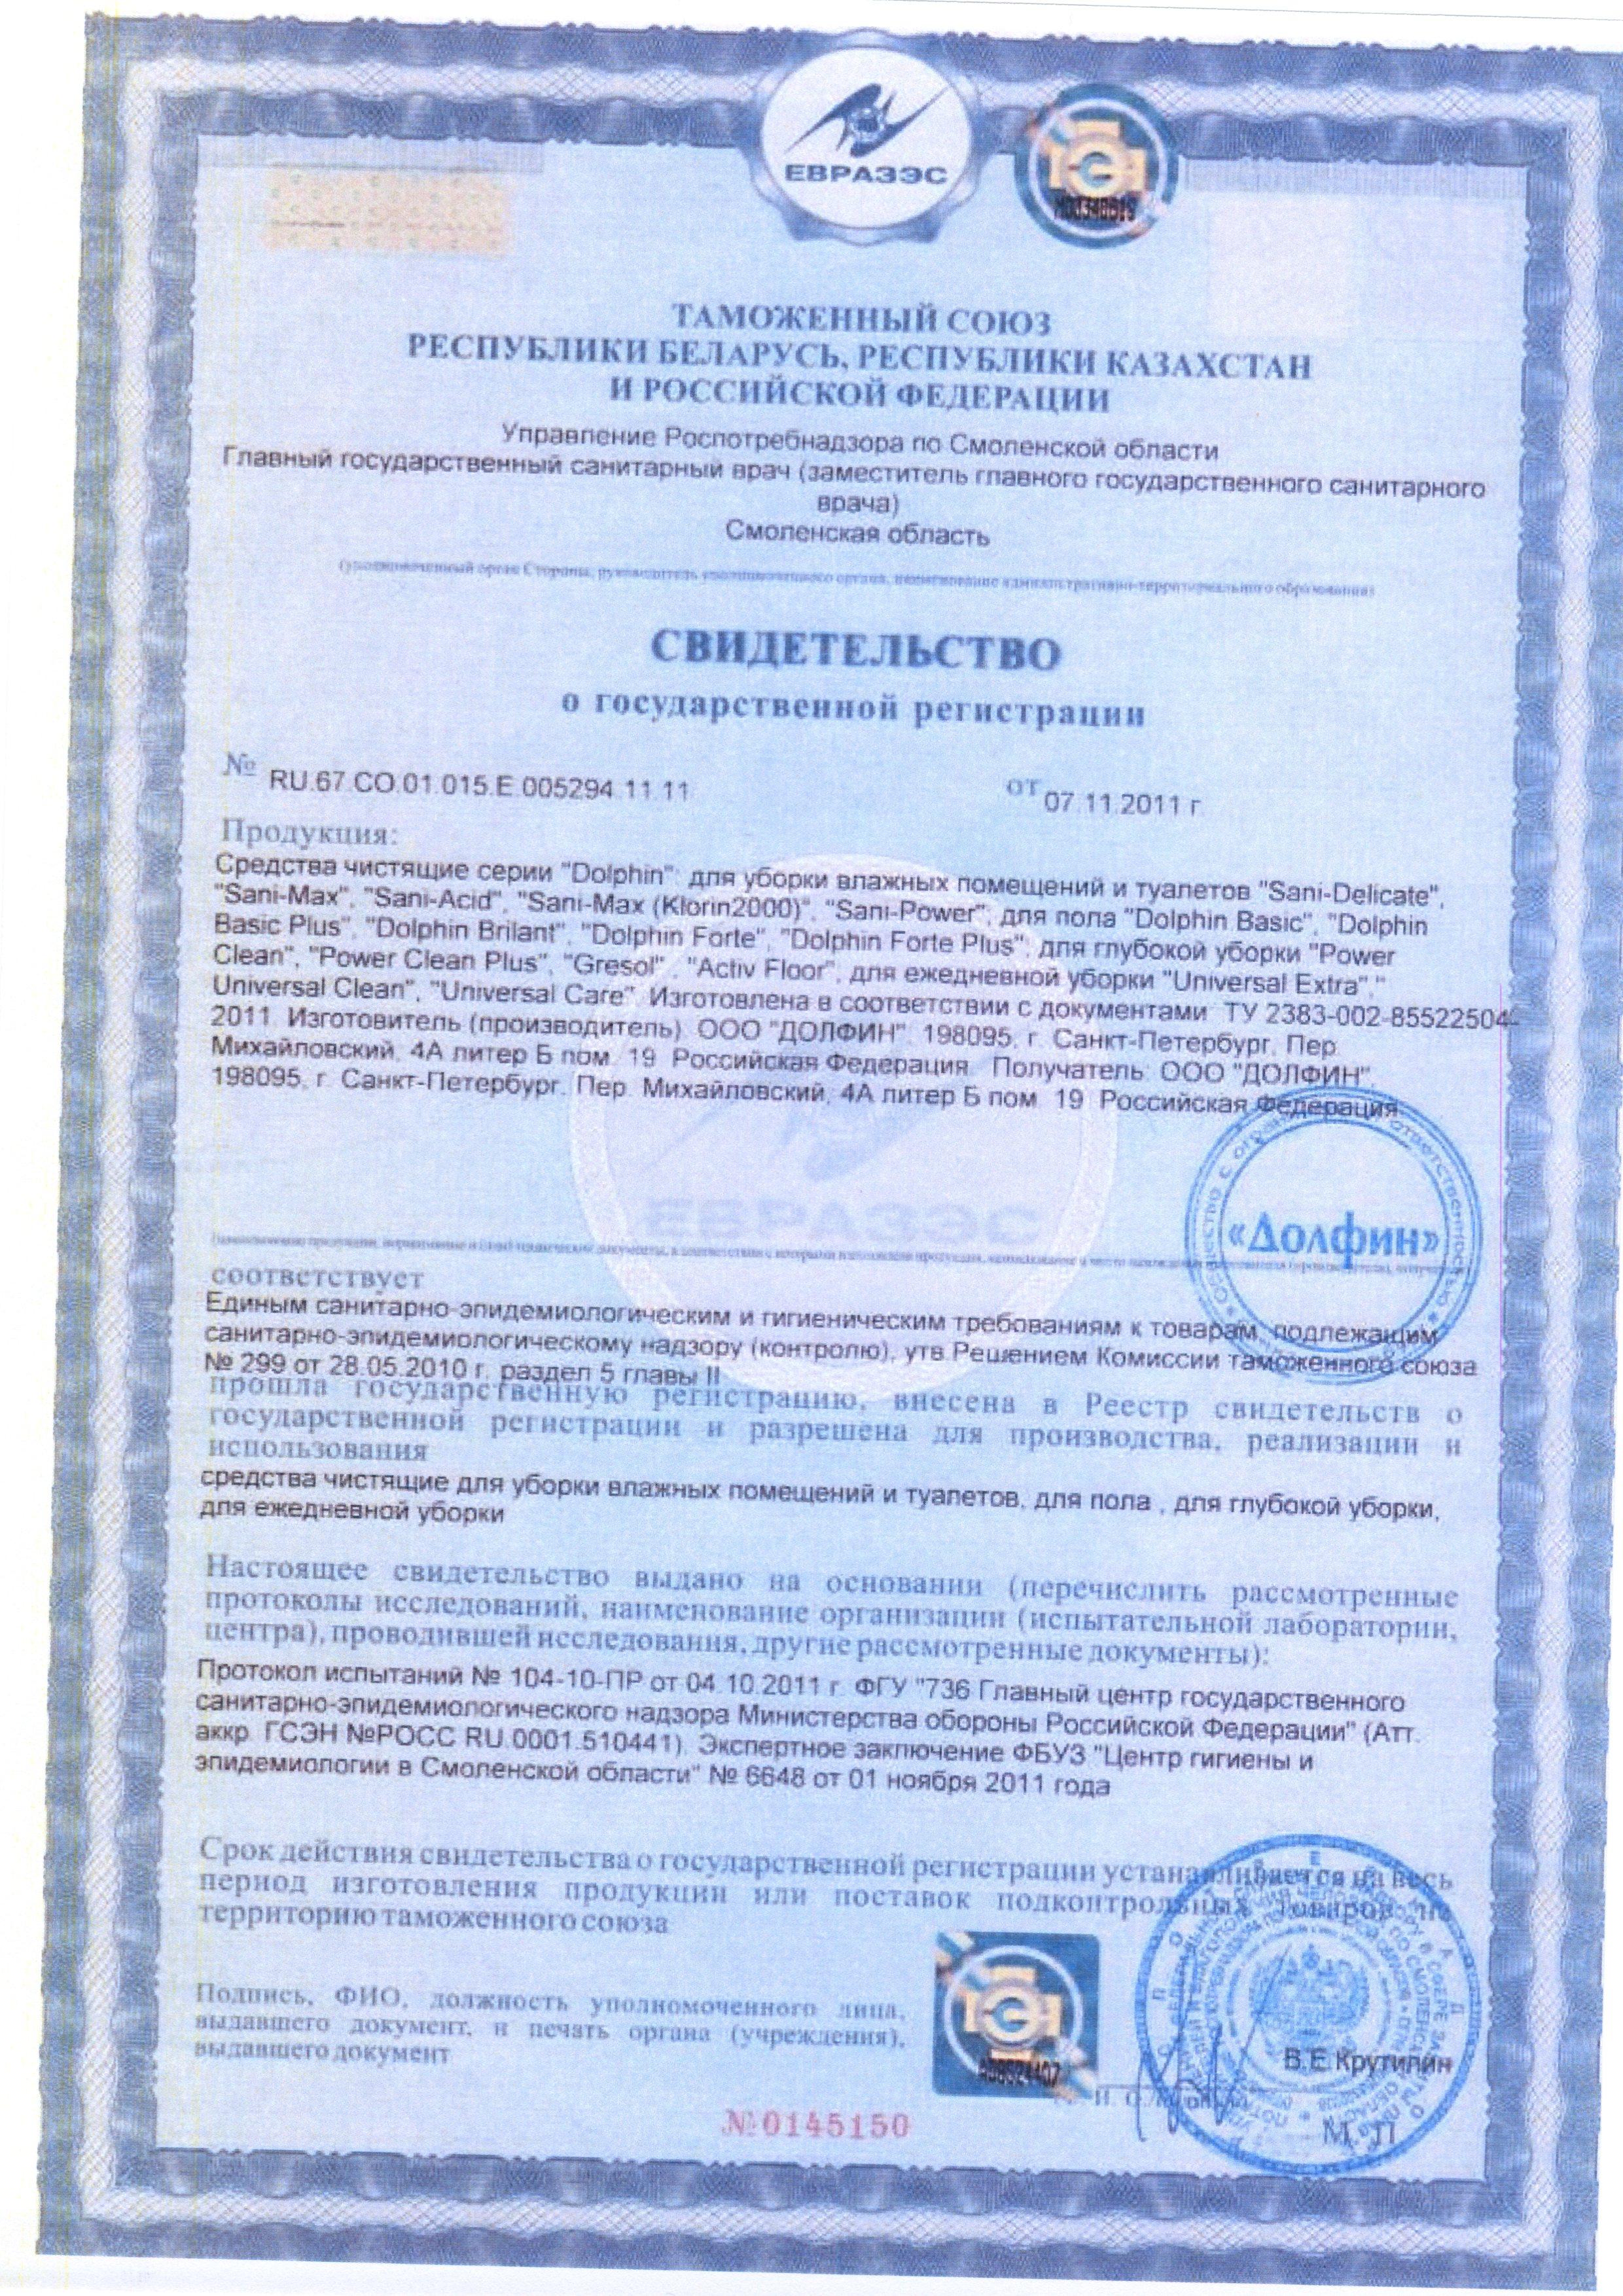 ЕВРАЗЭС
ТАМОЖЕННЫЙ СОЮЗ
РЕСПУБЛИКИ БЕЛАРУСЬ, РЕСПУБЛИКИ КАЗАХСТАН
И РОССИЙСКОЙ ФЕДЕРАЦИИ
Управление Роспотребнадзора по Смоленской области
Главный государственный санитарный врач (заместитель главного государственного санитарного
врача)
Смоленская область
(уполномоченный орган Стороны, руководитель уполномоченного органа, наименование административно-территориального образования)
СВИДЕТЕЛЬСТВО
о государственной регистрации
№ RU.67.CO.01.015.E.005294.11.11 от 07.11.2011 г.
Продукция:
Средства чистящие серии "Dolphin": для уборки влажных помещений и туалетов "Sani-Delicate",
"Sani-Max", "Sani-Acid", "Sani-Max (Klorin2000)", "Sani-Power"; для пола "Dolphin Basic", "Dolphin
Basic Plus", "Dolphin Brilant", "Dolphin Forte", "Dolphin Forte Plus"; для глубокой уборки "Power
Clean", "Power Clean Plus", "Gresol" , "Activ Floor", для ежедневной уборки "Universal Extra", "
Universal Clean", "Universal Care". Изготовлена в соответствии с документами: ТУ 2383-002-85522504-
2011. Изготовитель (производитель): ООО "ДОЛФИН", 198095, г. Санкт-Петербург, Пер.
Михайловский, 4А литер Б пом. 19 Российская Федерация. Получатель: ООО "ДОЛФИН",
198095, г. Санкт-Петербург, Пер. Михайловский, 4А литер Б пом. 19 Российская Федерация.
«Долфин»
ЕВРАЗЭС
соответствует
Единым санитарно-эпидемиологическим и гигиеническим требованиям к товарам, подлежащим
санитарно-эпидемиологическому надзору (контролю), утв.Решением Комиссии таможенного союза
№ 299 от 28.05.2010 г. раздел 5 главы II
прошла государственную регистрацию, внесена в Реестр свидетельств о
государственной регистрации и разрешена для производства, реализации и
использования
средства чистящие для уборки влажных помещений и туалетов, для пола , для глубокой уборки,
для ежедневной уборки
Настоящее свидетельство выдано на основании (перечислить рассмотренные
протоколы исследований, наименование организации (испытательной лаборатории,
центра), проводившей исследования, другие рассмотренные документы):
Протокол испытаний № 104-10-ПР от 04.10.2011 г. ФГУ "736 Главный центр государственного
санитарно-эпидемиологического надзора Министерства обороны Российской Федерации" (Атт.
аккр. ГСЭН №РОСС RU.0001.510441), Экспертное заключение ФБУЗ "Центр гигиены и
эпидемиологии в Смоленской области" № 6648 от 01 ноября 2011 года
Срок действия свидетельства о государственной регистрации устанавливается на весь
период изготовления продукции или поставок подконтрольных товаров на
территорию таможенного союза
Подпись, ФИО, должность уполномоченного лица,
выдавшего документ, и печать органа (учреждения),
выдавшего документ
В.Е.Крутилин
М. П.
№0145150